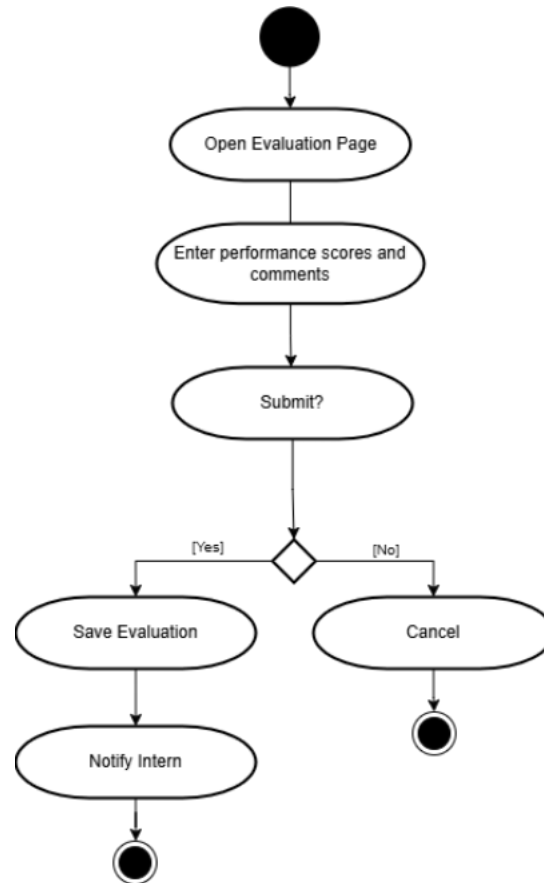 Open Evaluation Page
Enter performance scores and
comments
Submit?
[Yes]
[No]
Save Evaluation
Cancel
Notify Intern